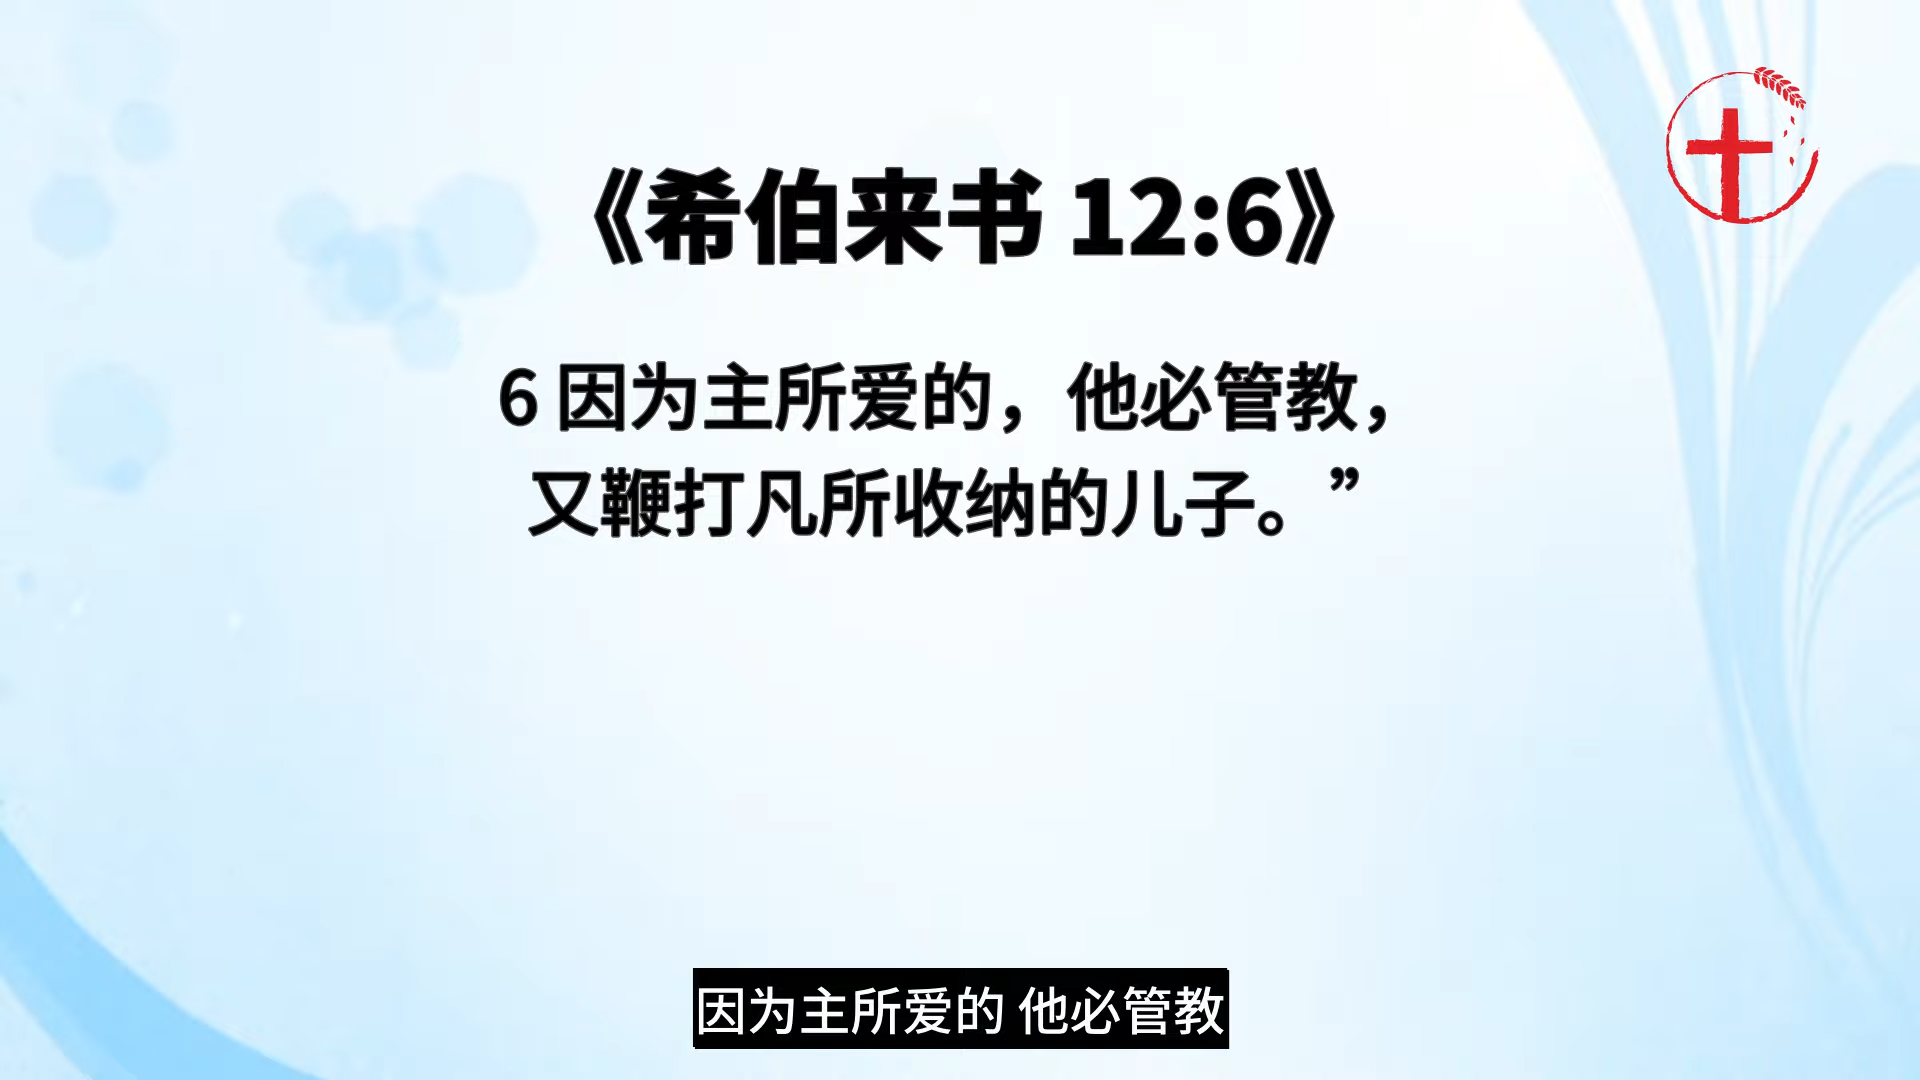 《希伯来书 12:6》
6 因为主所爱的，他必管教，
又鞭打凡所收纳的儿子。”
因为主所爱的 他必管教